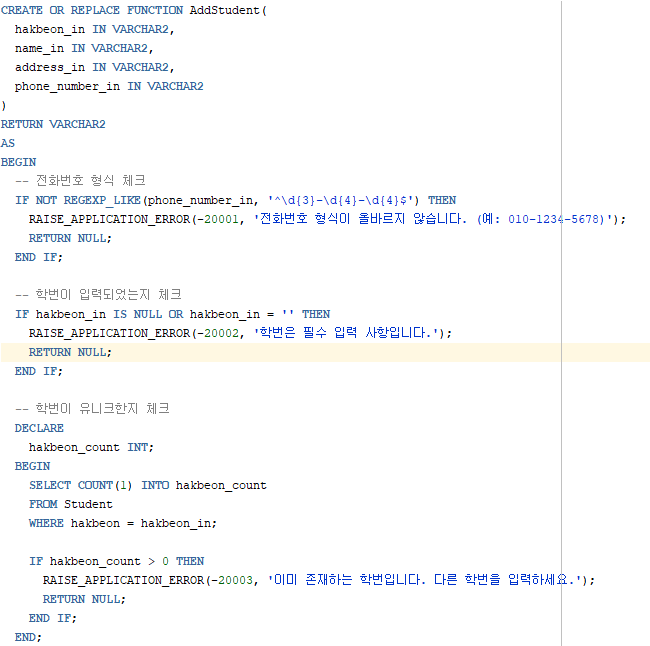 CREATE OR REPLACE FUNCTION AddStudent(
  hakbeon_in IN VARCHAR2,
  name_in IN VARCHAR2,
  address_in IN VARCHAR2,
  phone_number_in IN VARCHAR2
)
RETURN VARCHAR2
AS
BEGIN
  -- 전화번호 형식 체크
  IF NOT REGEXP_LIKE(phone_number_in, '^\d{3}-\d{4}-\d{4}$') THEN
    RAISE_APPLICATION_ERROR(-20001, '전화번호 형식이 올바르지 않습니다. (예: 010-1234-5678)');
    RETURN NULL;
  END IF;

  -- 학번이 입력되었는지 체크
  IF hakbeon_in IS NULL OR hakbeon_in = '' THEN
    RAISE_APPLICATION_ERROR(-20002, '학번은 필수 입력 사항입니다.');
    RETURN NULL;
  END IF;

  -- 학번이 유니크한지 체크
  DECLARE
    hakbeon_count INT;
  BEGIN
    SELECT COUNT(1) INTO hakbeon_count
    FROM Student
    WHERE hakbeon = hakbeon_in;

    IF hakbeon_count > 0 THEN
      RAISE_APPLICATION_ERROR(-20003, '이미 존재하는 학번입니다. 다른 학번을 입력하세요.');
      RETURN NULL;
    END IF;
  END;